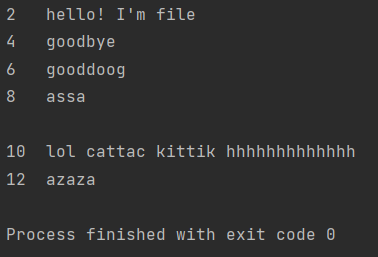 2   hello! I'm file
4   goodbye
6   gooddoog
8   assa
10  lol cattac kittik hhhhhhhhhhhhh
12  azaza
Process finished with exit code 0